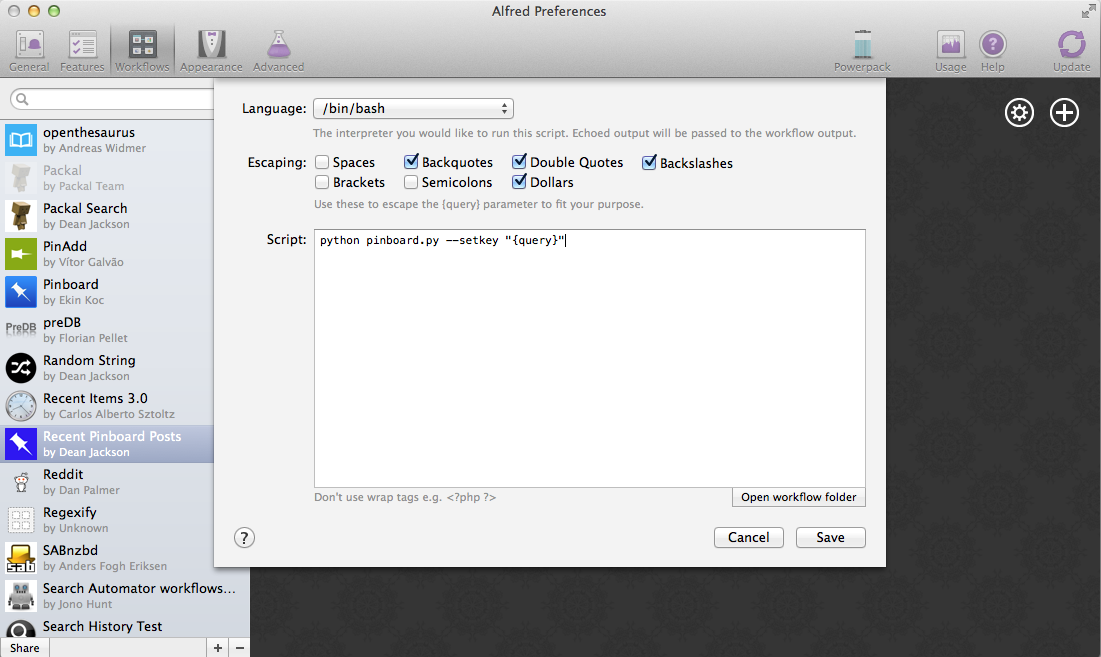 Alfred Preferences
General Features Workflows Appearance Advanced Powerpack Usage Help Update
openthesaurus
by Andreas Widmer
Packal
by Packal Team
Packal Search
by Dean Jackson
PinAdd
by Vítor Galvão
Pinboard
by Ekin Koc
PreDB
preDB
by Florian Pellet
Random String
by Dean Jackson
Recent Items 3.0
by Carlos Alberto Sztoltz
Recent Pinboard Posts
by Dean Jackson
Reddit
by Dan Palmer
Regexify
by Unknown
SABnzbd
by Anders Fogh Eriksen
Search Automator workflows...
by Jono Hunt
Search History Test
Share + −
Language: /bin/bash
The interpreter you would like to run this script. Echoed output will be passed to the workflow output.
Escaping: Spaces Backquotes Double Quotes Backslashes
Brackets Semicolons Dollars
Use these to escape the {query} parameter to fit your purpose.
Script: python pinboard.py --setkey "{query}"
Don't use wrap tags e.g. <?php ?>
Open workflow folder
? Cancel Save